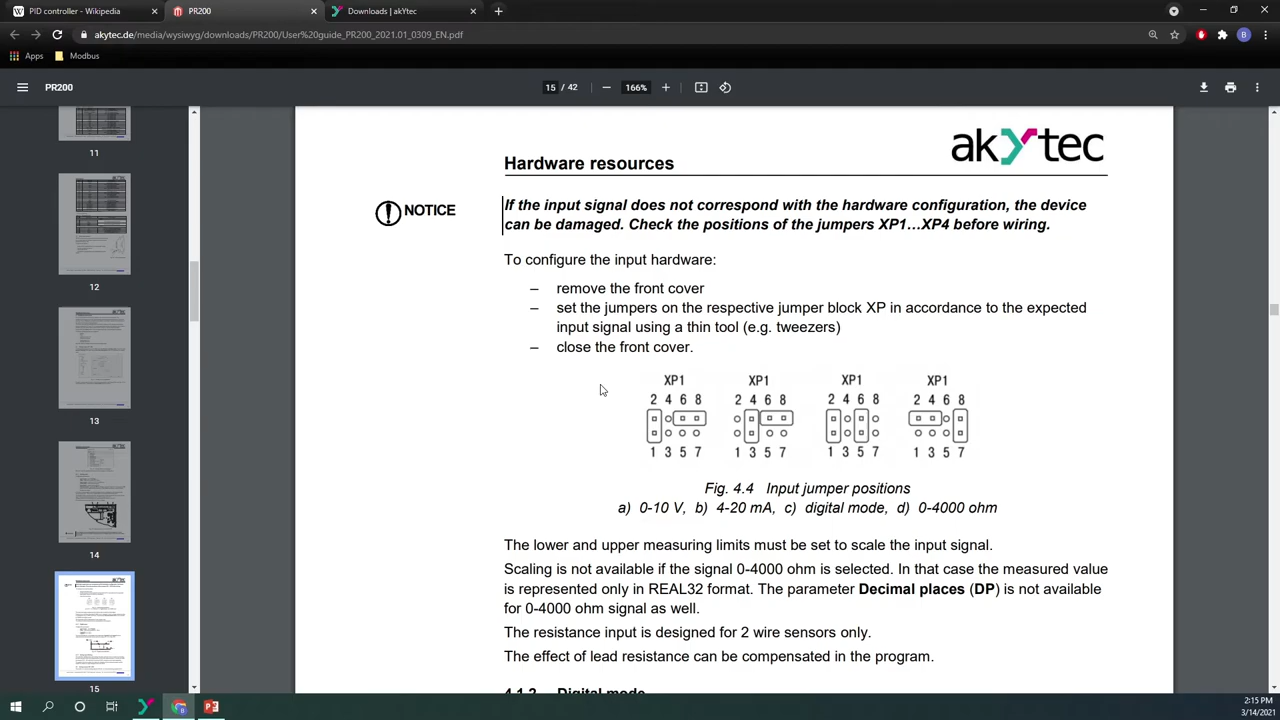 PID controller - Wikipedia
PR200
Downloads | akYtec
akytec.de/media/wysiwyg/downloads/PR200/User%20guide_PR200_2021.01_0309_EN.pdf
Apps
Modbus
PR200
15 / 42
166%
11
12
13
14
15
akYtec
Hardware resources
NOTICE
If the input signal does not correspond with the hardware configuration, the device
can be damaged. Check the positions of the jumpers XP1…XP4 before wiring.
To configure the input hardware:
– remove the front cover
– set the jumpers on the respective jumper block XP in accordance to the expected
input signal using a thin tool (e.g. tweezers)
– close the front cover.
XP1 XP1 XP1 XP1
2 4 6 8 2 4 6 8 2 4 6 8 2 4 6 8
1 3 5 7 1 3 5 7 1 3 5 7 1 3 5 7
Fig. 4.4 Input jumper positions
a) 0-10 V, b) 4-20 mA, c) digital mode, d) 0-4000 ohm
The lower and upper measuring limits must be set to scale the input signal.
Scaling is not available if the signal 0-4000 ohm is selected. In that case the measured value
is represented only in REAL32 format. The parameter Decimal places (DP) is not available
for 0-4000 ohm signal as well.
The resistance input is designed for 2 wire sensors only.
The effect of lead resistance can be compensated in the program.
4.1.2 Digital mode
2:15 PM
3/14/2021